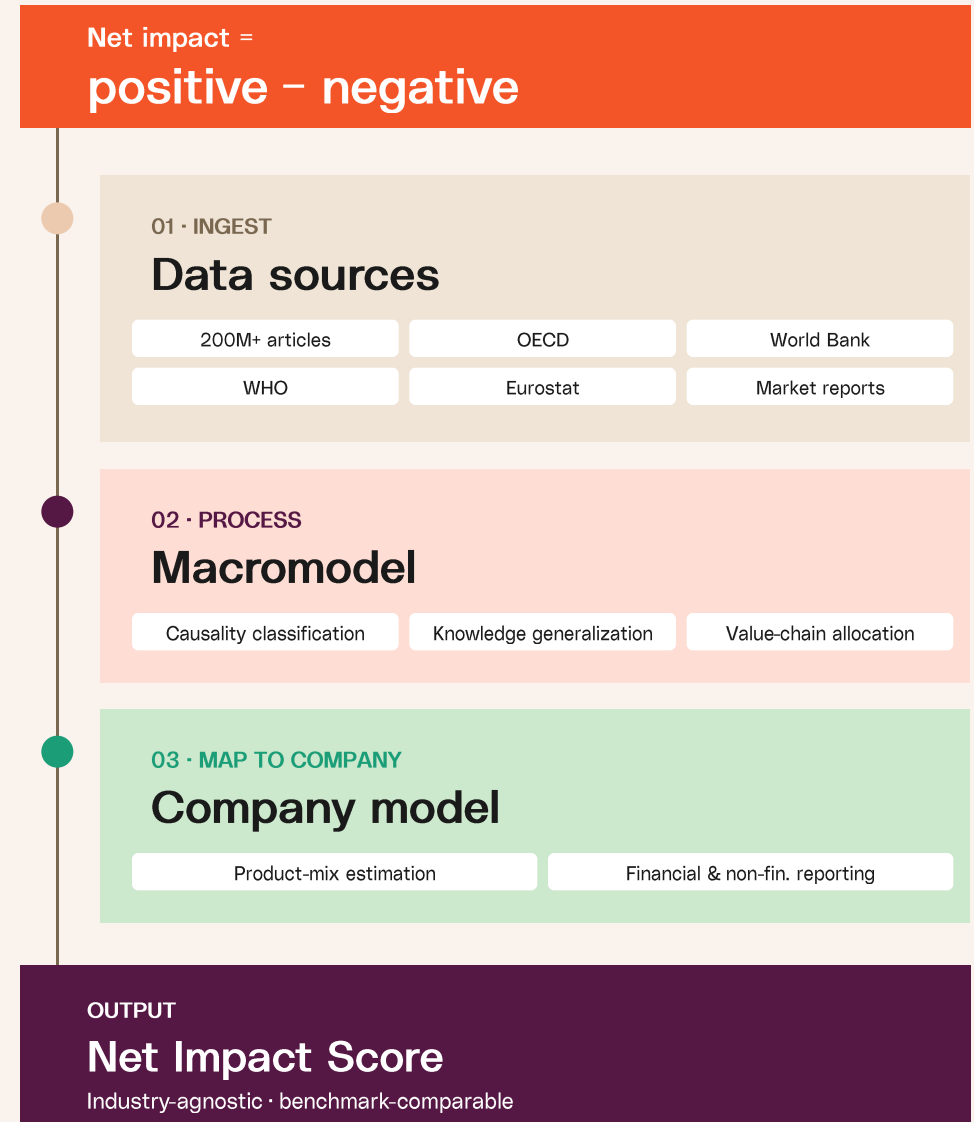 Net impact =
positive – negative
01 · INGEST
Data sources
200M+ articles
OECD
World Bank
WHO
Eurostat
Market reports
02 · PROCESS
Macromodel
Causality classification
Knowledge generalization
Value-chain allocation
03 · MAP TO COMPANY
Company model
Product-mix estimation
Financial & non-fin. reporting
OUTPUT
Net Impact Score
Industry-agnostic · benchmark-comparable